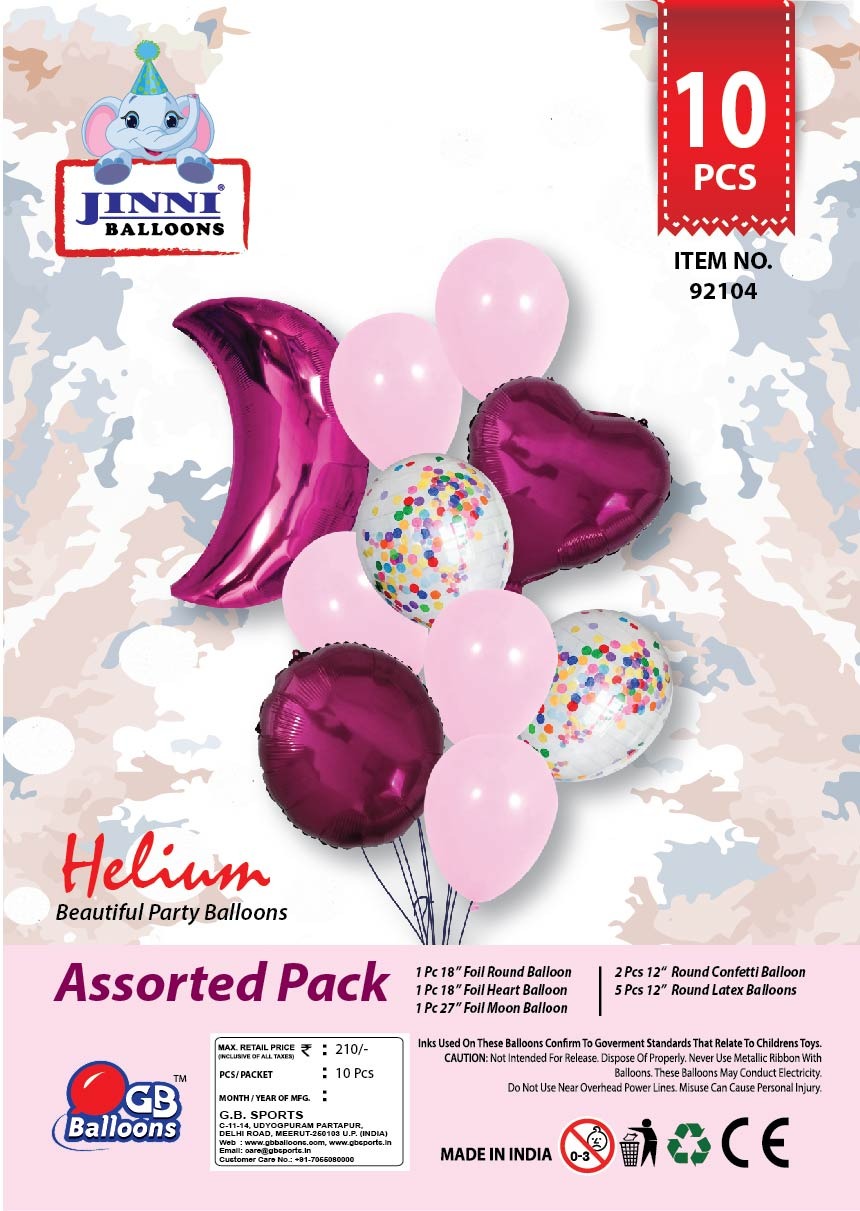 10
PCS
JINNI®
BALLOONS
ITEM NO.
92104
Helium
Beautiful Party Balloons
Assorted Pack
1 Pc 18” Foil Round Balloon
1 Pc 18” Foil Heart Balloon
1 Pc 27” Foil Moon Balloon
2 Pcs 12“ Round Confetti Balloon
5 Pcs 12” Round Latex Balloons
MAX. RETAIL PRICE ₹ : 210/-
(INCLUSIVE OF ALL TAXES)
PCS/ PACKET : 10 Pcs
MONTH / YEAR OF MFG. :
G.B. SPORTS
C-11-14, UDYOGPURAM PARTAPUR,
DELHI ROAD, MEERUT-250103 U.P. (INDIA)
Web : www.gbballoons.com, www.gbsports.in
Email: care@gbsports.in
Customer Care No.: +91-7055080000
Inks Used On These Balloons Confirm To Goverment Standards That Relate To Childrens Toys.
CAUTION: Not Intended For Release. Dispose Of Properly. Never Use Metallic Ribbon With
Balloons. These Balloons May Conduct Electricity.
Do Not Use Near Overhead Power Lines. Misuse Can Cause Personal Injury.
GB ™
Balloons
MADE IN INDIA
0-3
CE